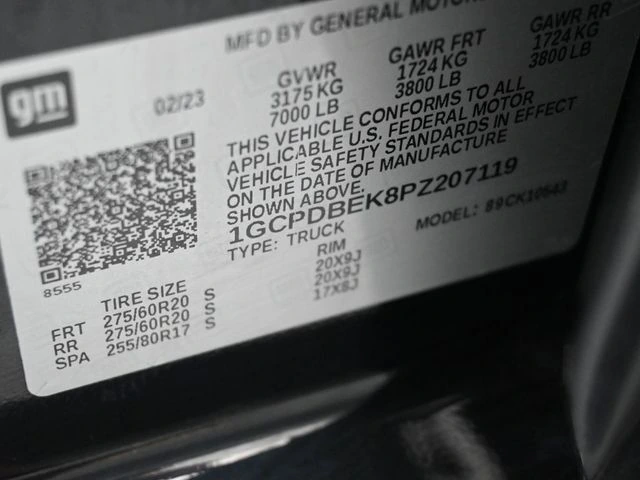 gm
MFD BY GENERAL MOTORS
02/23
GVWR GAWR FRT GAWR RR
3175 KG 1724 KG 1724 KG
7000 LB 3800 LB 3800 LB
THIS VEHICLE CONFORMS TO ALL
APPLICABLE U.S. FEDERAL MOTOR
VEHICLE SAFETY STANDARDS IN EFFECT
ON THE DATE OF MANUFACTURE
SHOWN ABOVE.
1GCPDBEK8PZ207119
TYPE: TRUCK MODEL: 89CK10543
8555
TIRE SIZE RIM
FRT 275/60R20 S 20X9J
RR 275/60R20 S 20X9J
SPA 255/80R17 S 17X8J